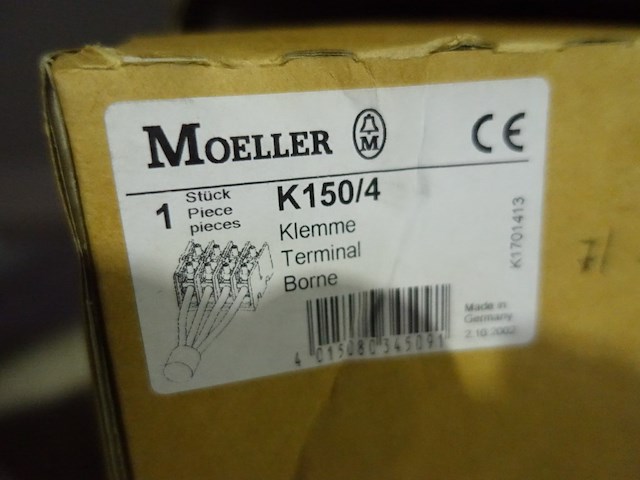 MOELLER
M
CE
1
Stück
Piece
pieces
K150/4
Klemme
Terminal
Borne
K1701413
4 015080 345091
Made in
Germany
2.10.2002